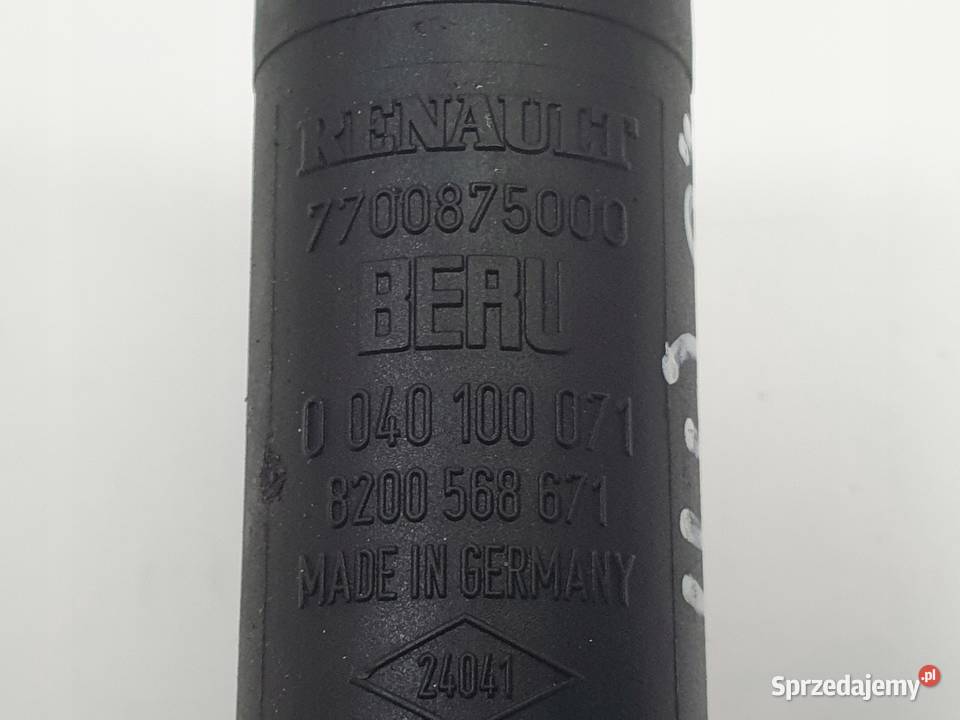 RENAULT
7700875000
BERU
0 040 100 071
8200 568 671
MADE IN GERMANY
24041
Sprzedajemy.pl